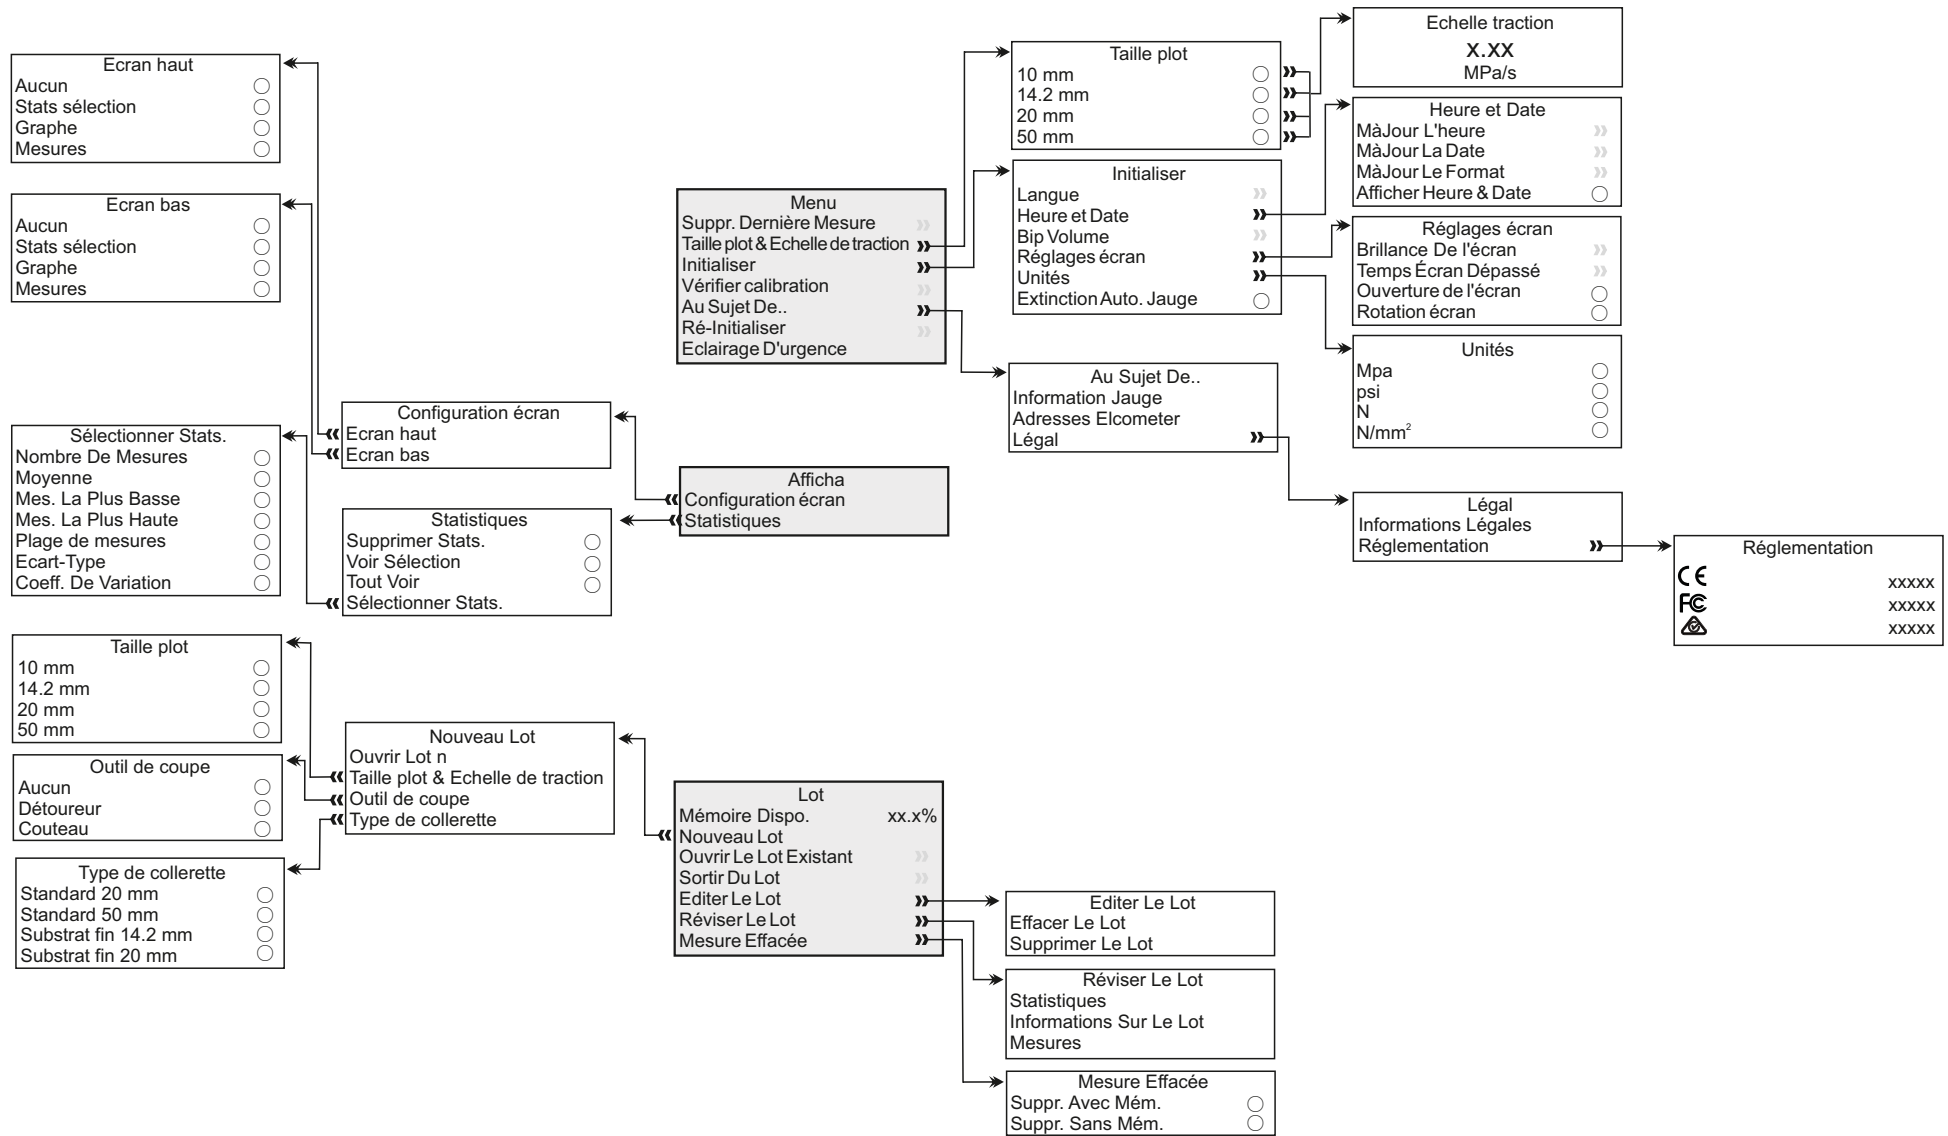 Ecran haut
Aucun
Stats sélection
Graphe
Mesures
Ecran bas
Aucun
Stats sélection
Graphe
Mesures
Sélectionner Stats.
Nombre De Mesures
Moyenne
Mes. La Plus Basse
Mes. La Plus Haute
Plage de mesures
Ecart-Type
Coeff. De Variation
Configuration écran
Ecran haut
Ecran bas
Statistiques
Supprimer Stats.
Voir Sélection
Tout Voir
Sélectionner Stats.
Menu
Suppr. Dernière Mesure
Taille plot & Echelle de traction
Initialiser
Vérifier calibration
Au Sujet De..
Ré-Initialiser
Eclairage D'urgence
Afficha
Configuration écran
Statistiques
Taille plot
10 mm
14.2 mm
20 mm
50 mm
Initialiser
Langue
Heure et Date
Bip Volume
Réglages écran
Unités
Extinction Auto. Jauge
Au Sujet De..
Information Jauge
Adresses Elcometer
Légal
Echelle traction
X.XX
MPa/s
Heure et Date
MàJour L'heure
MàJour La Date
MàJour Le Format
Afficher Heure & Date
Réglages écran
Brillance De l'écran
Temps Écran Dépassé
Ouverture de l'écran
Rotation écran
Unités
Mpa
psi
N
N/mm²
Légal
Informations Légales
Réglementation
Réglementation
CE xxxxx
FC xxxxx
xxxxx
Taille plot
10 mm
14.2 mm
20 mm
50 mm
Outil de coupe
Aucun
Détoureur
Couteau
Type de collerette
Standard 20 mm
Standard 50 mm
Substrat fin 14.2 mm
Substrat fin 20 mm
Nouveau Lot
Ouvrir Lot n
Taille plot & Echelle de traction
Outil de coupe
Type de collerette
Lot
Mémoire Dispo. xx.x%
Nouveau Lot
Ouvrir Le Lot Existant
Sortir Du Lot
Editer Le Lot
Réviser Le Lot
Mesure Effacée
Editer Le Lot
Effacer Le Lot
Supprimer Le Lot
Réviser Le Lot
Statistiques
Informations Sur Le Lot
Mesures
Mesure Effacée
Suppr. Avec Mém.
Suppr. Sans Mém.